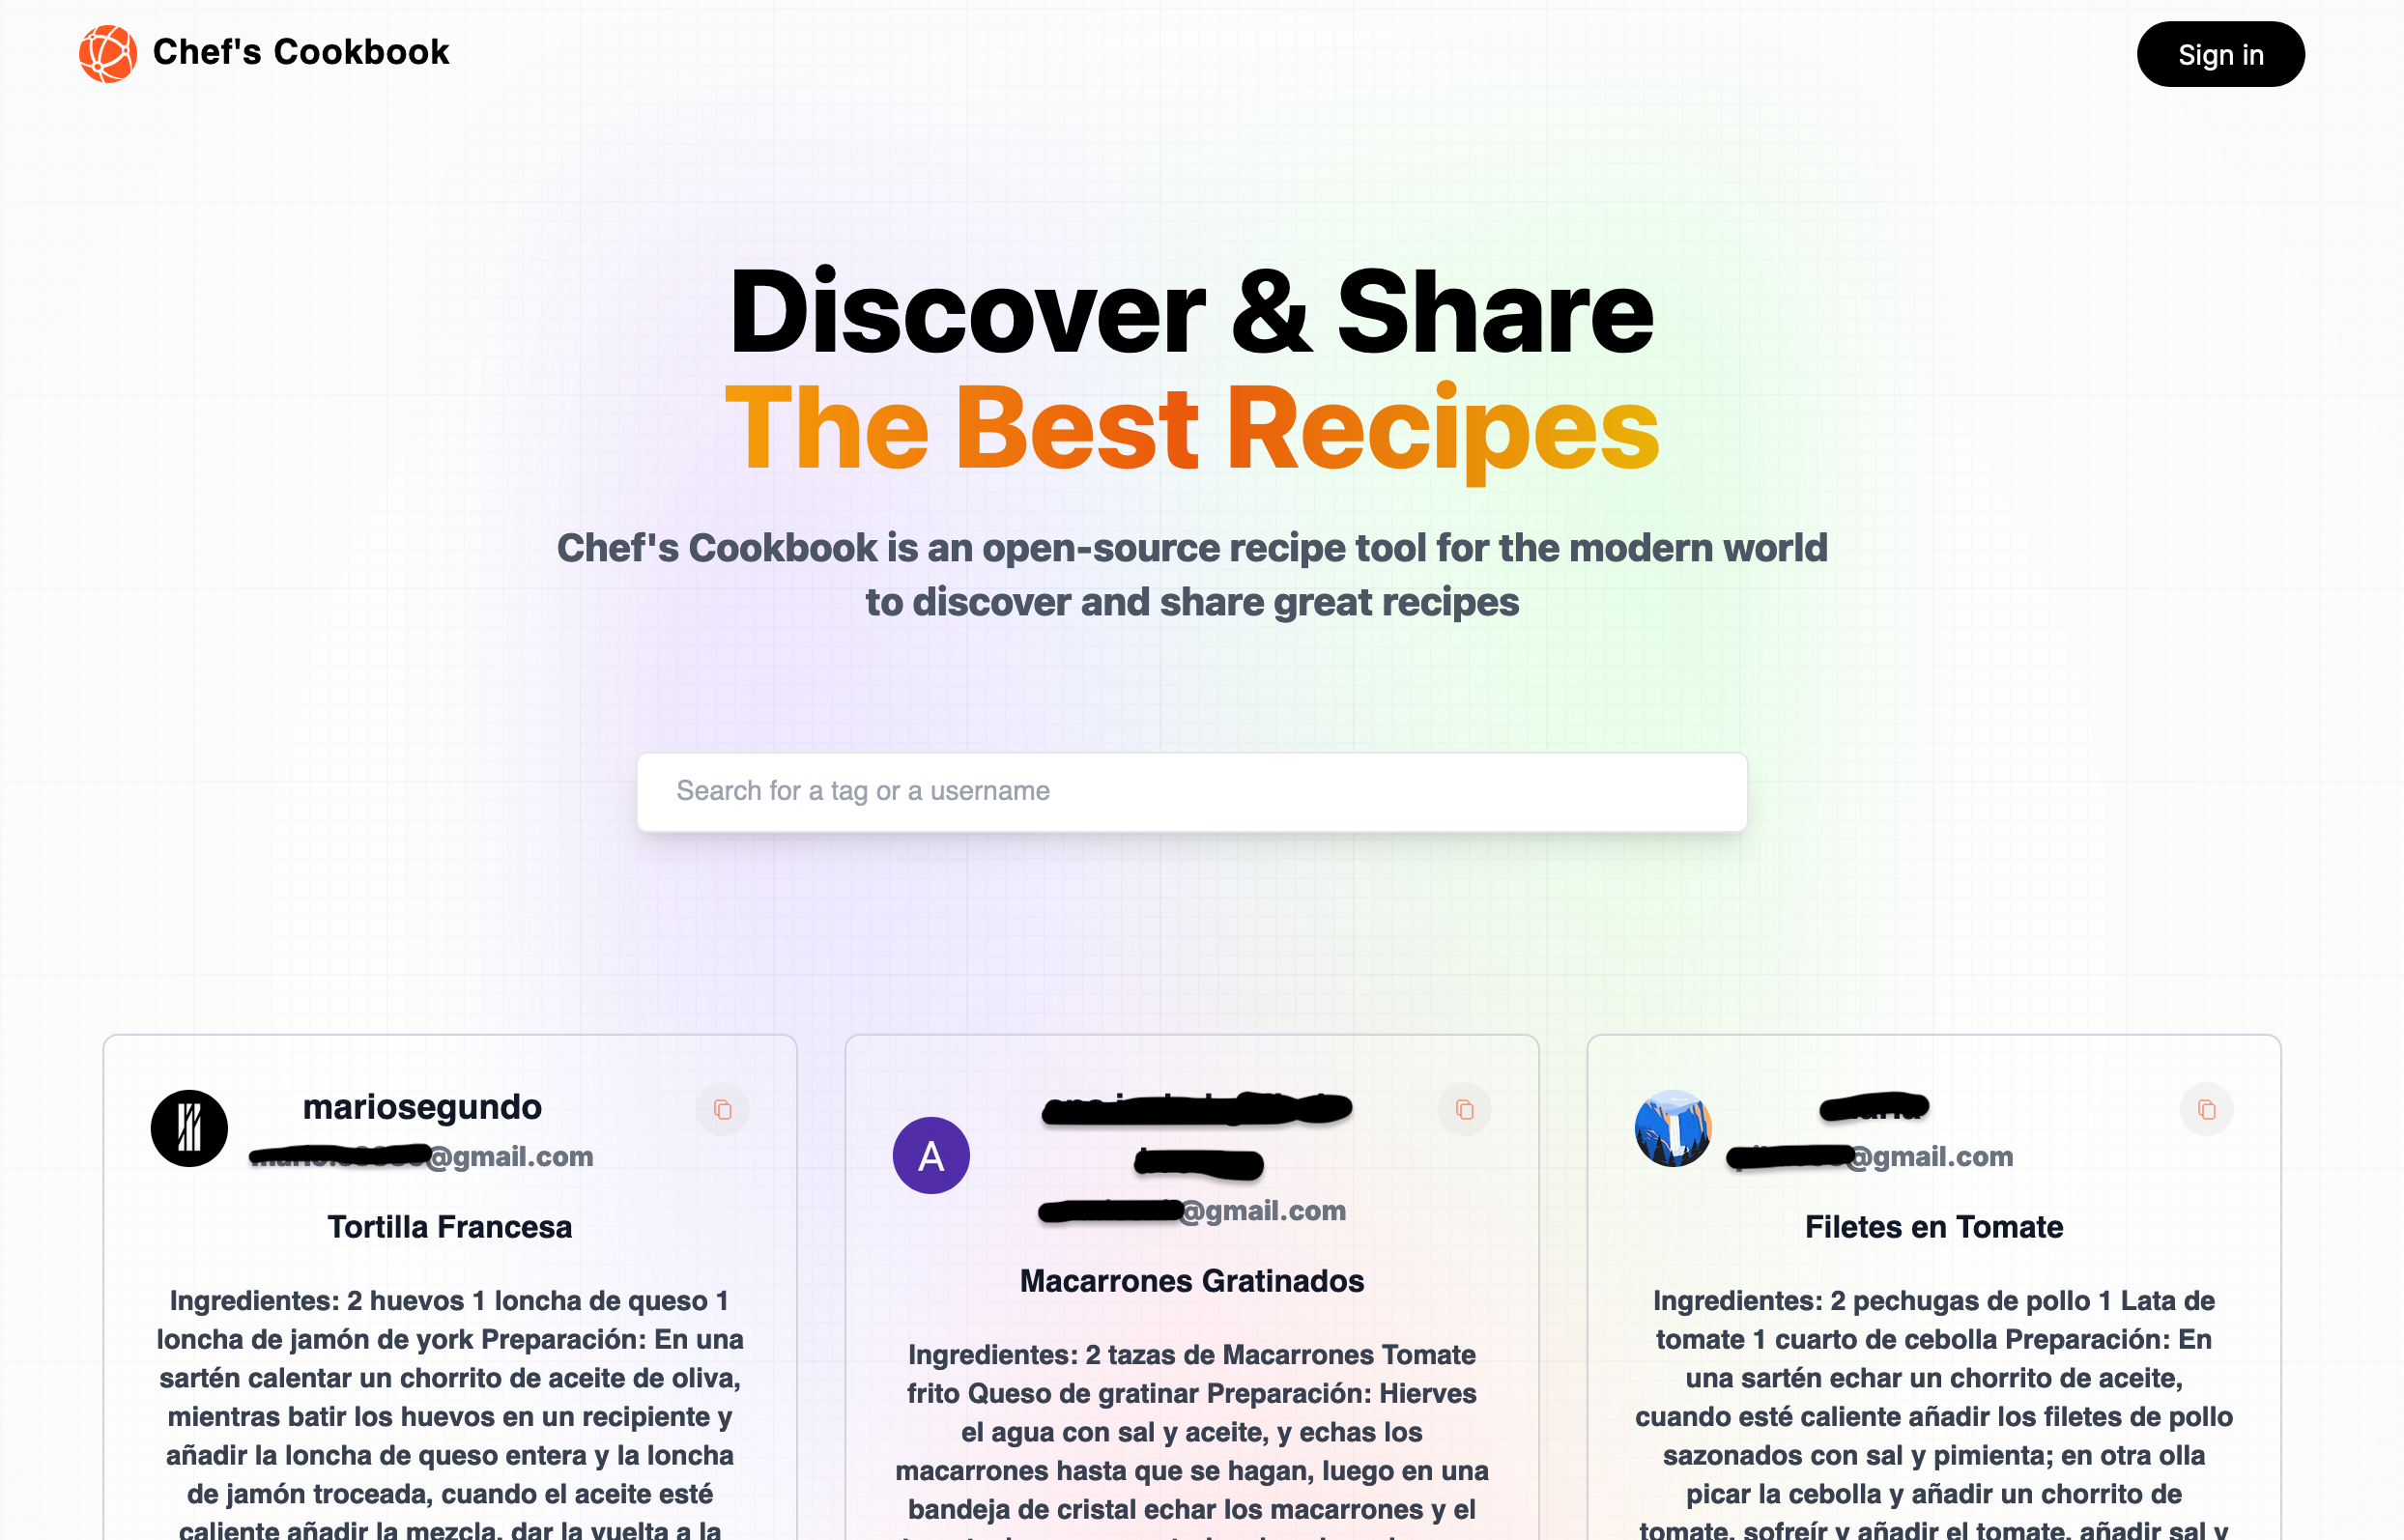 Chef's Cookbook
Sign in
Discover & Share
The Best Recipes
Chef's Cookbook is an open-source recipe tool for the modern world
to discover and share great recipes
Search for a tag or a username
mariosegundo
@gmail.com
Tortilla Francesa
Ingredientes: 2 huevos 1 loncha de queso 1
loncha de jamón de york Preparación: En una
sartén calentar un chorrito de aceite de oliva,
mientras batir los huevos en un recipiente y
añadir la loncha de queso entera y la loncha
de jamón troceada, cuando el aceite esté
caliente añadir la mezcla, dar la vuelta a la
A
@gmail.com
Macarrones Gratinados
Ingredientes: 2 tazas de Macarrones Tomate
frito Queso de gratinar Preparación: Hierves
el agua con sal y aceite, y echas los
macarrones hasta que se hagan, luego en una
bandeja de cristal echar los macarrones y el
L
@gmail.com
Filetes en Tomate
Ingredientes: 2 pechugas de pollo 1 Lata de
tomate 1 cuarto de cebolla Preparación: En
una sartén echar un chorrito de aceite,
cuando esté caliente añadir los filetes de pollo
sazonados con sal y pimienta; en otra olla
picar la cebolla y añadir un chorrito de
tomate, sofreír y añadir el tomate, añadir sal y